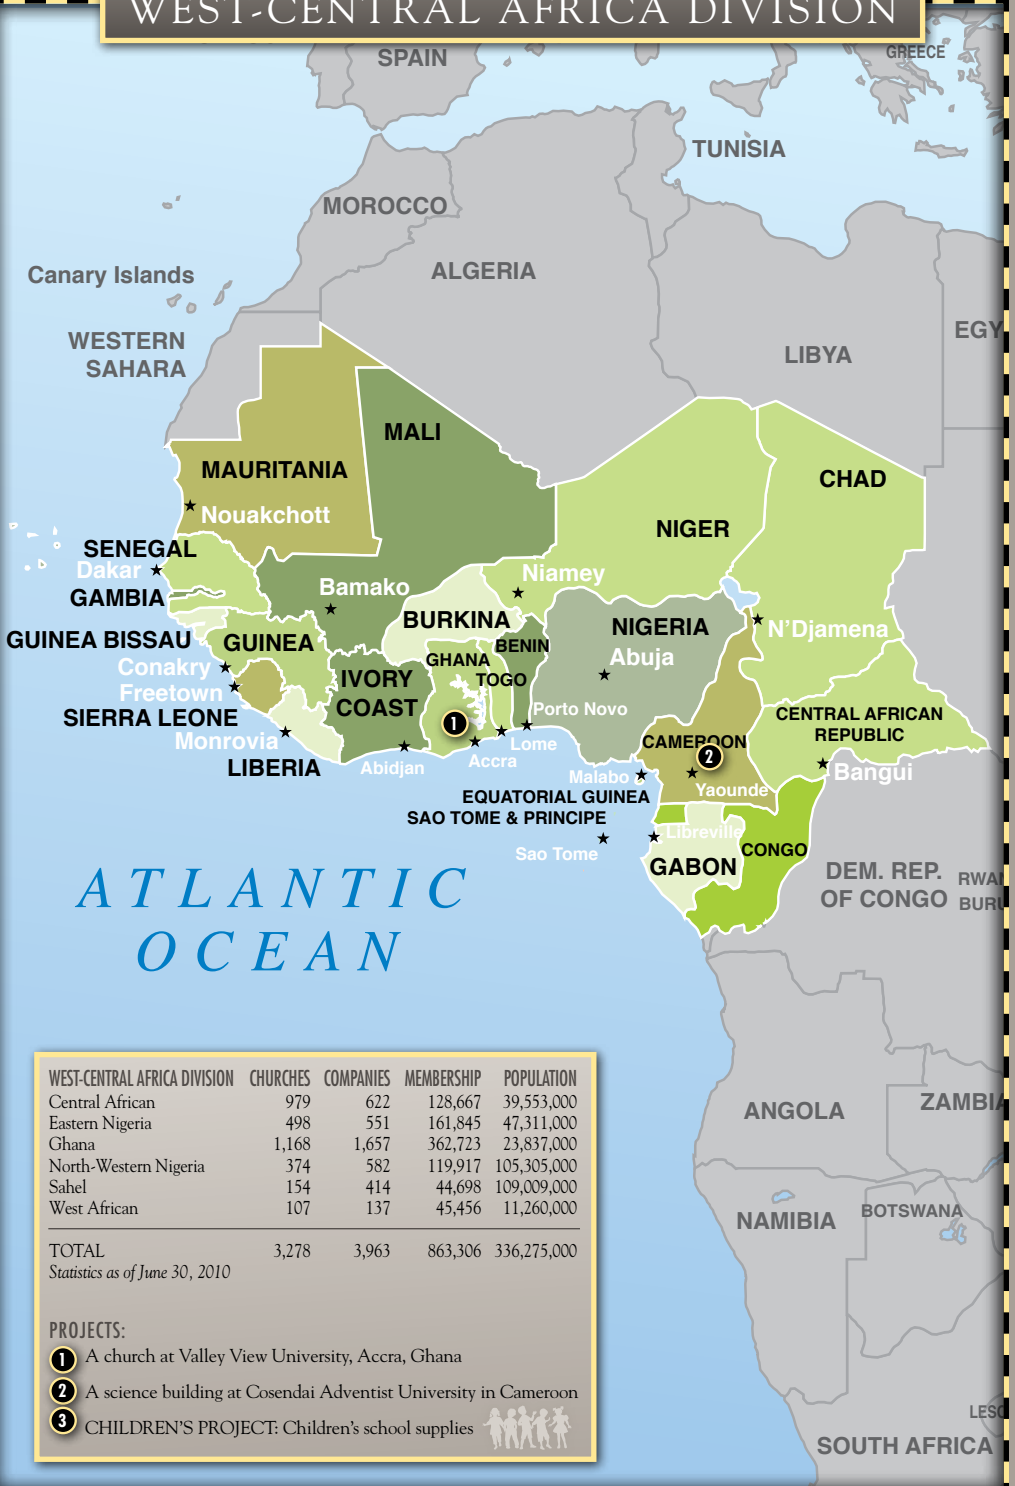 WEST-CENTRAL AFRICA DIVISION
SPAIN
GREECE
TUNISIA
MOROCCO
ALGERIA
Canary Islands
WESTERN
SAHARA
EGY
LIBYA
MALI
MAURITANIA
CHAD
Nouakchott
NIGER
SENEGAL
Dakar
Niamey
Bamako
GAMBIA
BURKINA
NIGERIA
N'Djamena
GUINEA BISSAU
GUINEA
BENIN
GHANA
Abuja
Conakry
IVORY
COAST
TOGO
Freetown
Porto Novo
SIERRA LEONE
CENTRAL AFRICAN
REPUBLIC
1
Monrovia
Lome
CAMEROON
2
LIBERIA
Abidjan
Accra
Malabo
Bangui
Yaounde
EQUATORIAL GUINEA
SAO TOME & PRINCIPE
Libreville
Sao Tome
CONGO
GABON
DEM. REP.
OF CONGO
RWAN
BURU
ATLANTIC
OCEAN
ANGOLA
ZAMBIA
NAMIBIA
BOTSWANA
LESO
SOUTH AFRICA
WEST-CENTRAL AFRICA DIVISION CHURCHES COMPANIES MEMBERSHIP POPULATION
Central African 979 622 128,667 39,553,000
Eastern Nigeria 498 551 161,845 47,311,000
Ghana 1,168 1,657 362,723 23,837,000
North-Western Nigeria 374 582 119,917 105,305,000
Sahel 154 414 44,698 109,009,000
West African 107 137 45,456 11,260,000
TOTAL 3,278 3,963 863,306 336,275,000
Statistics as of June 30, 2010
PROJECTS:
1 A church at Valley View University, Accra, Ghana
2 A science building at Cosendai Adventist University in Cameroon
3 CHILDREN'S PROJECT: Children's school supplies